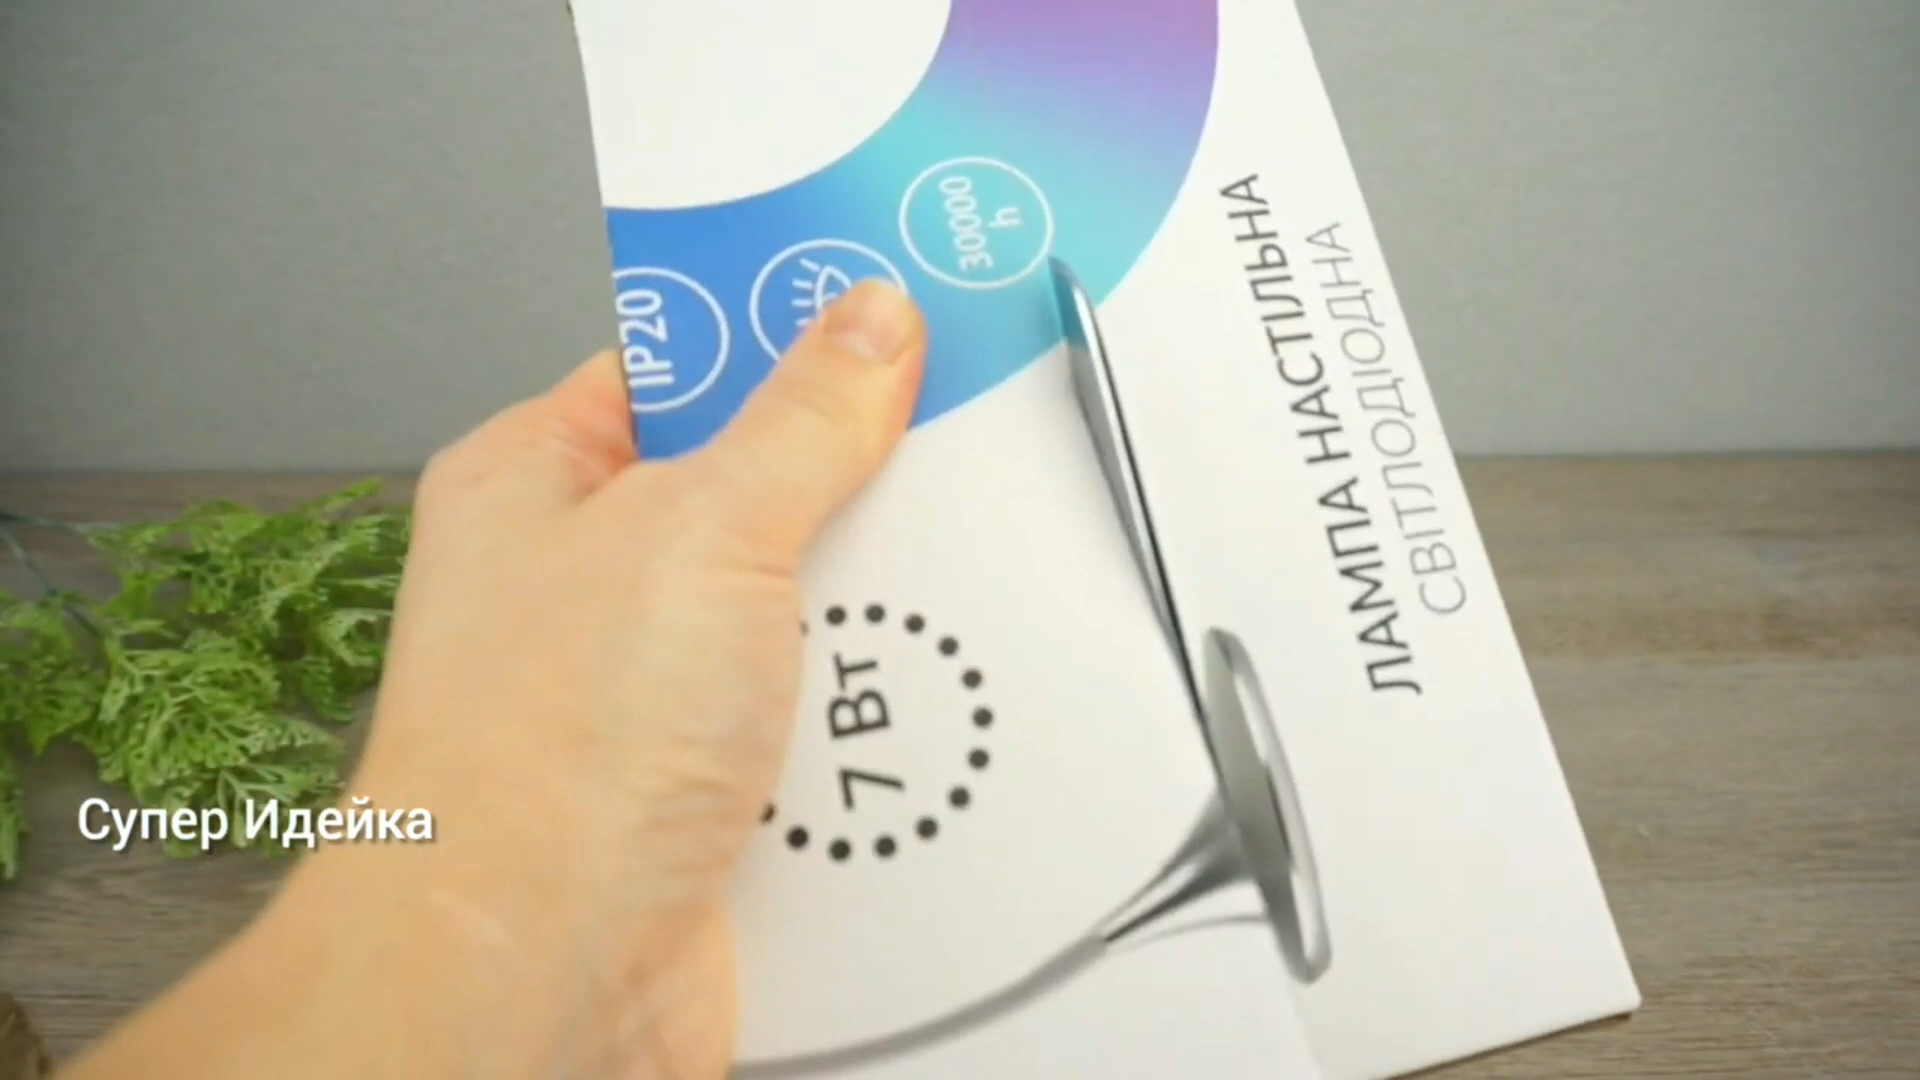 30000
h
IP20
ЛАМПА НАСТІЛЬНА
СВІТЛОДІОДНА
7 Вт
Супер Идейка